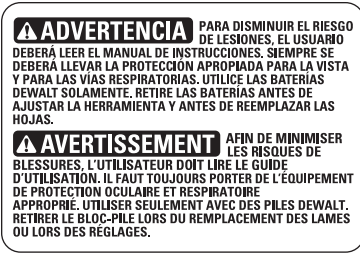 ADVERTENCIA PARA DISMINUIR EL RIESGO
DE LESIONES, EL USUARIO
DEBERÁ LEER EL MANUAL DE INSTRUCCIONES. SIEMPRE SE
DEBERÁ LLEVAR LA PROTECCIÓN APROPIADA PARA LA VISTA
Y PARA LAS VÍAS RESPIRATORIAS. UTILICE LAS BATERÍAS
DEWALT SOLAMENTE. RETIRE LAS BATERÍAS ANTES DE
AJUSTAR LA HERRAMIENTA Y ANTES DE REEMPLAZAR LAS
HOJAS.
AVERTISSEMENT AFIN DE MINIMISER
LES RISQUES DE
BLESSURES, L'UTILISATEUR DOIT LIRE LE GUIDE
D'UTILISATION. IL FAUT TOUJOURS PORTER DE L'ÉQUIPEMENT
DE PROTECTION OCULAIRE ET RESPIRATOIRE
APPROPRIÉ. UTILISER SEULEMENT AVEC DES PILES DEWALT.
RETIRER LE BLOC-PILE LORS DU REMPLACEMENT DES LAMES
OU LORS DES RÉGLAGES.